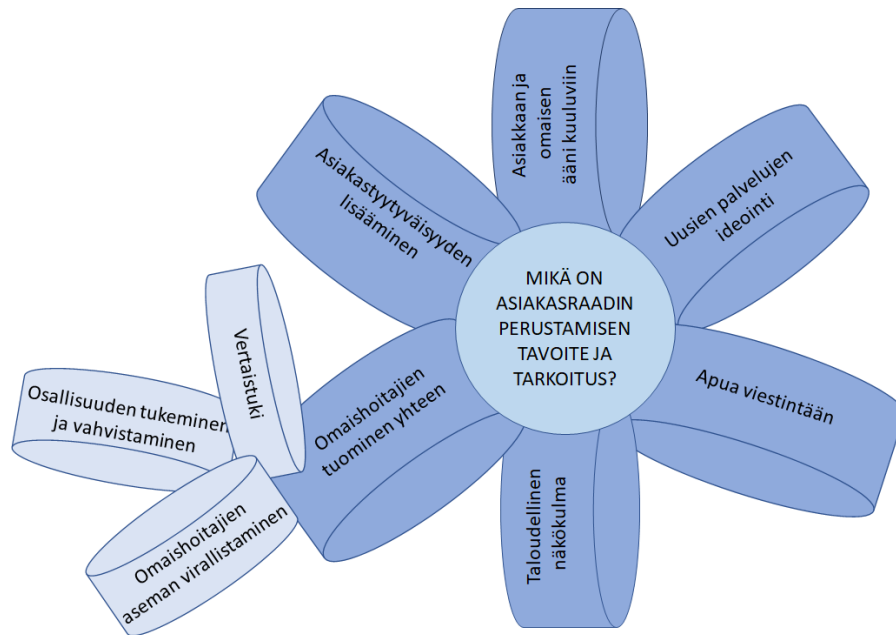 MIKÄ ON
ASIAKASRAADIN
PERUSTAMISEN
TAVOITE JA
TARKOITUS?
Asiakkaan ja
omaisen
ääni kuuluviin
Uusien palvelujen
ideointi
Apua viestintään
Taloudellinen
näkökulma
Omaishoitajien
tuominen yhteen
Asiakastyytyväisyyden
lisääminen
Vertaistuki
Osallisuuden tukeminen
ja vahvistaminen
Omaishoitajien
aseman virallistaminen